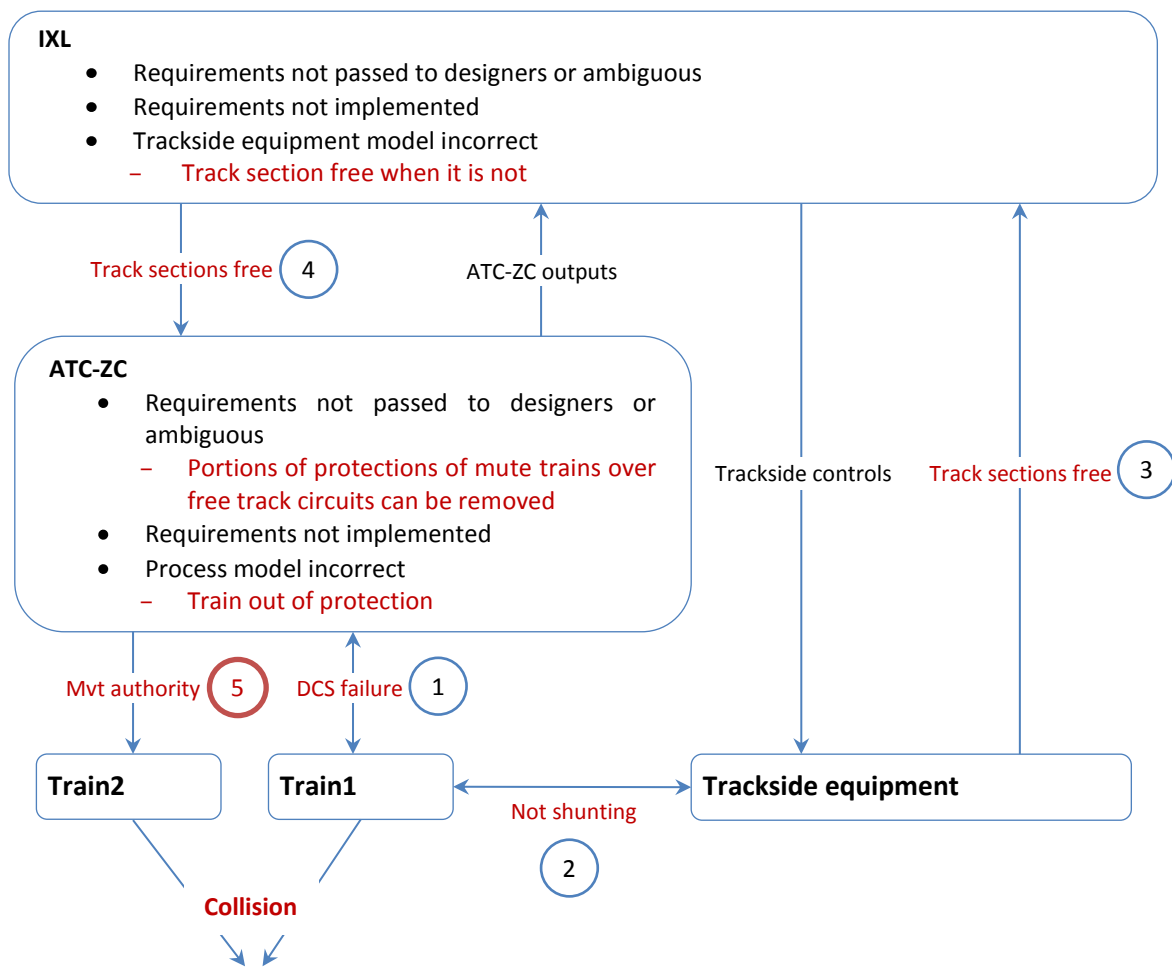 IXL
• Requirements not passed to designers or ambiguous
• Requirements not implemented
• Trackside equipment model incorrect
– Track section free when it is not
Track sections free
4
ATC-ZC outputs
ATC-ZC
• Requirements not passed to designers or
ambiguous
– Portions of protections of mute trains over
free track circuits can be removed
• Requirements not implemented
• Process model incorrect
– Train out of protection
Trackside controls
Track sections free
3
Mvt authority
5
DCS failure
1
Train2
Train1
Trackside equipment
Not shunting
2
Collision